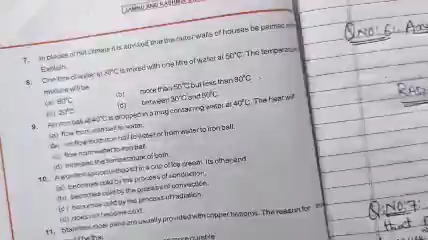 JAMMU AND KASHMIR
7. In places of hot climate it is advised that the outer walls of houses be painted
Explain.
8. One litre of water at 30°C is mixed with one litre of water at 50°C. The temperature
mixture will be
(a) 80°C (b) more than 50°C but less than 80°C
(c) 20°C (d) between 30°C and 50°C
9. An iron ball at 40°C is dropped in a mug containing water at 40°C. The heat will
(a) flow from iron ball to water.
(b) not flow from iron ball to water or from water to iron ball.
(c) flow from water to iron ball.
(d) increase the temperature of both.
10. A wooden spoon is dipped in a cup of ice cream. Its other end
(a) becomes cold by the process of conduction.
(b) becomes cold by the process of convection.
(c) becomes cold by the process of radiation.
(d) does not become cold.
11. Stainless steel pans are usually provided with copper bottoms. The reason for
more durable
Q.NO:6:
Q.NO:7:
that